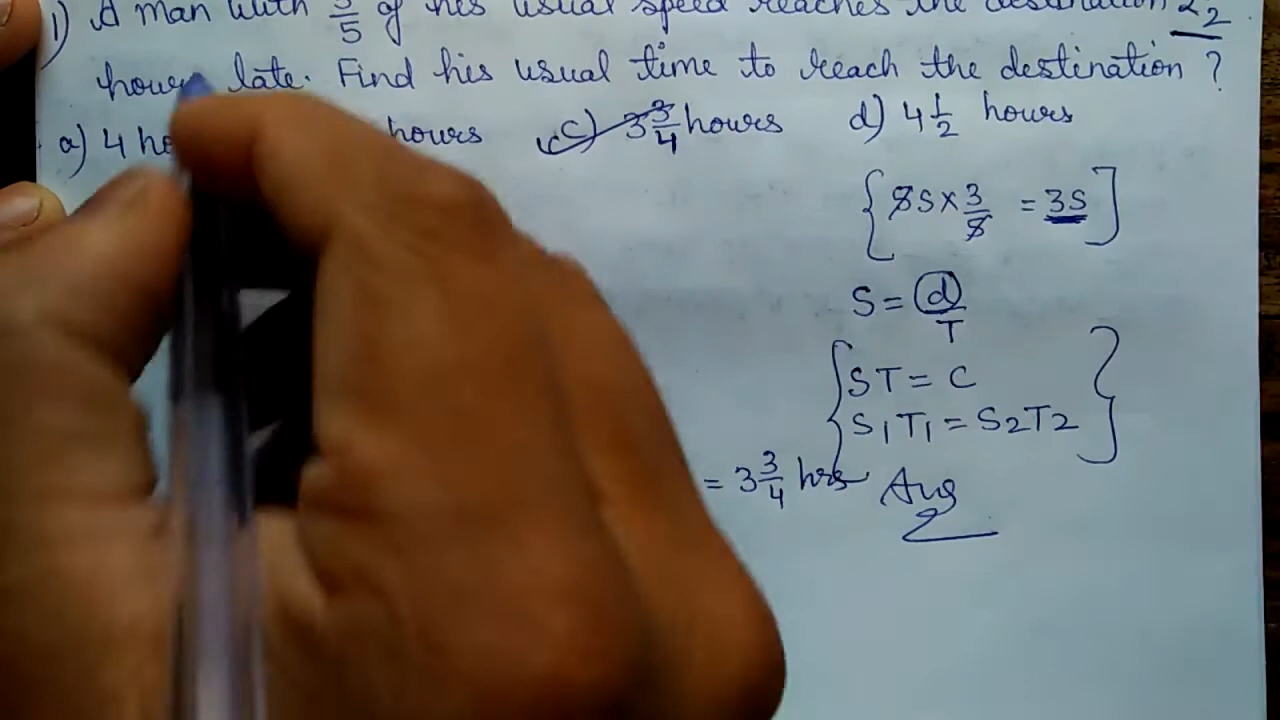 1) A man with 3/5 of his usual speed reaches the destination 2 1/2
hours late. Find his usual time to reach the destination ?
a) 4 hours c) 3 3/4 hours d) 4 1/2 hours
{ 5S × 3/5 = 3S ]
S = d/T
ST = C
S1T1 = S2T2
= 3 3/4 hrs Ans